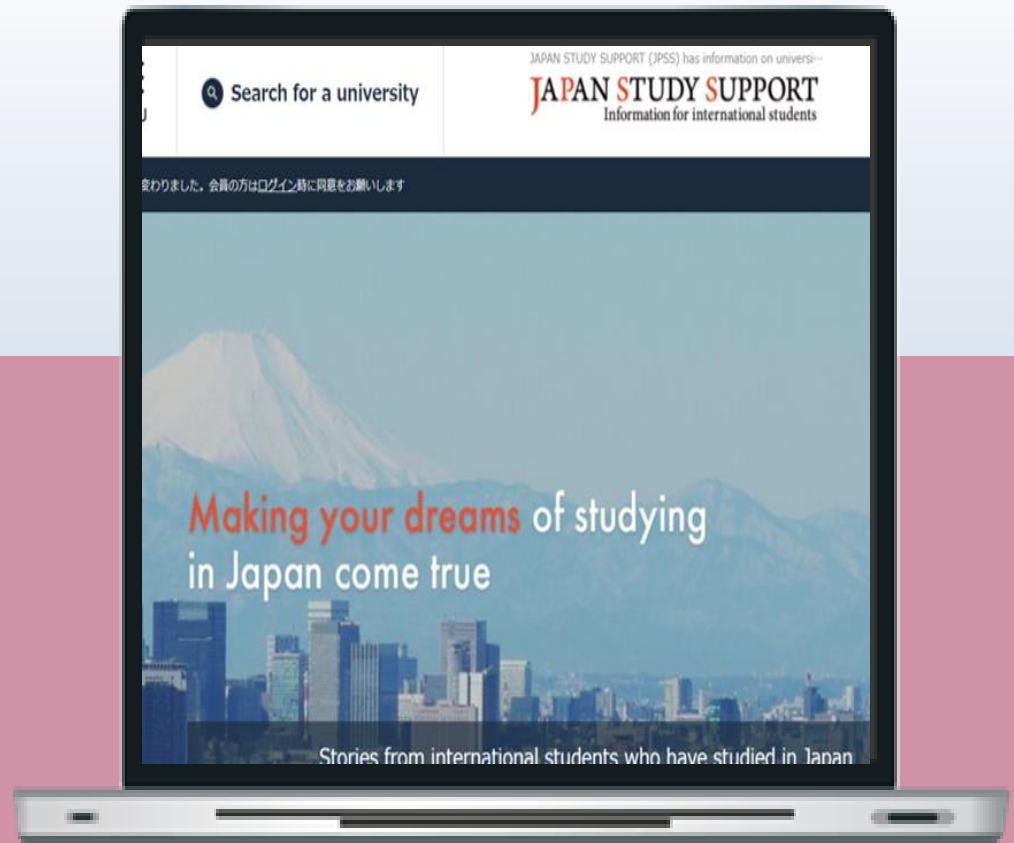 Search for a university
JAPAN STUDY SUPPORT (JPSS) has information on universi…
JAPAN STUDY SUPPORT
Information for international students
変わりました。会員の方はログイン時に同意をお願いします
Making your dreams of studying
in Japan come true
Stories from international students who have studied in Japan